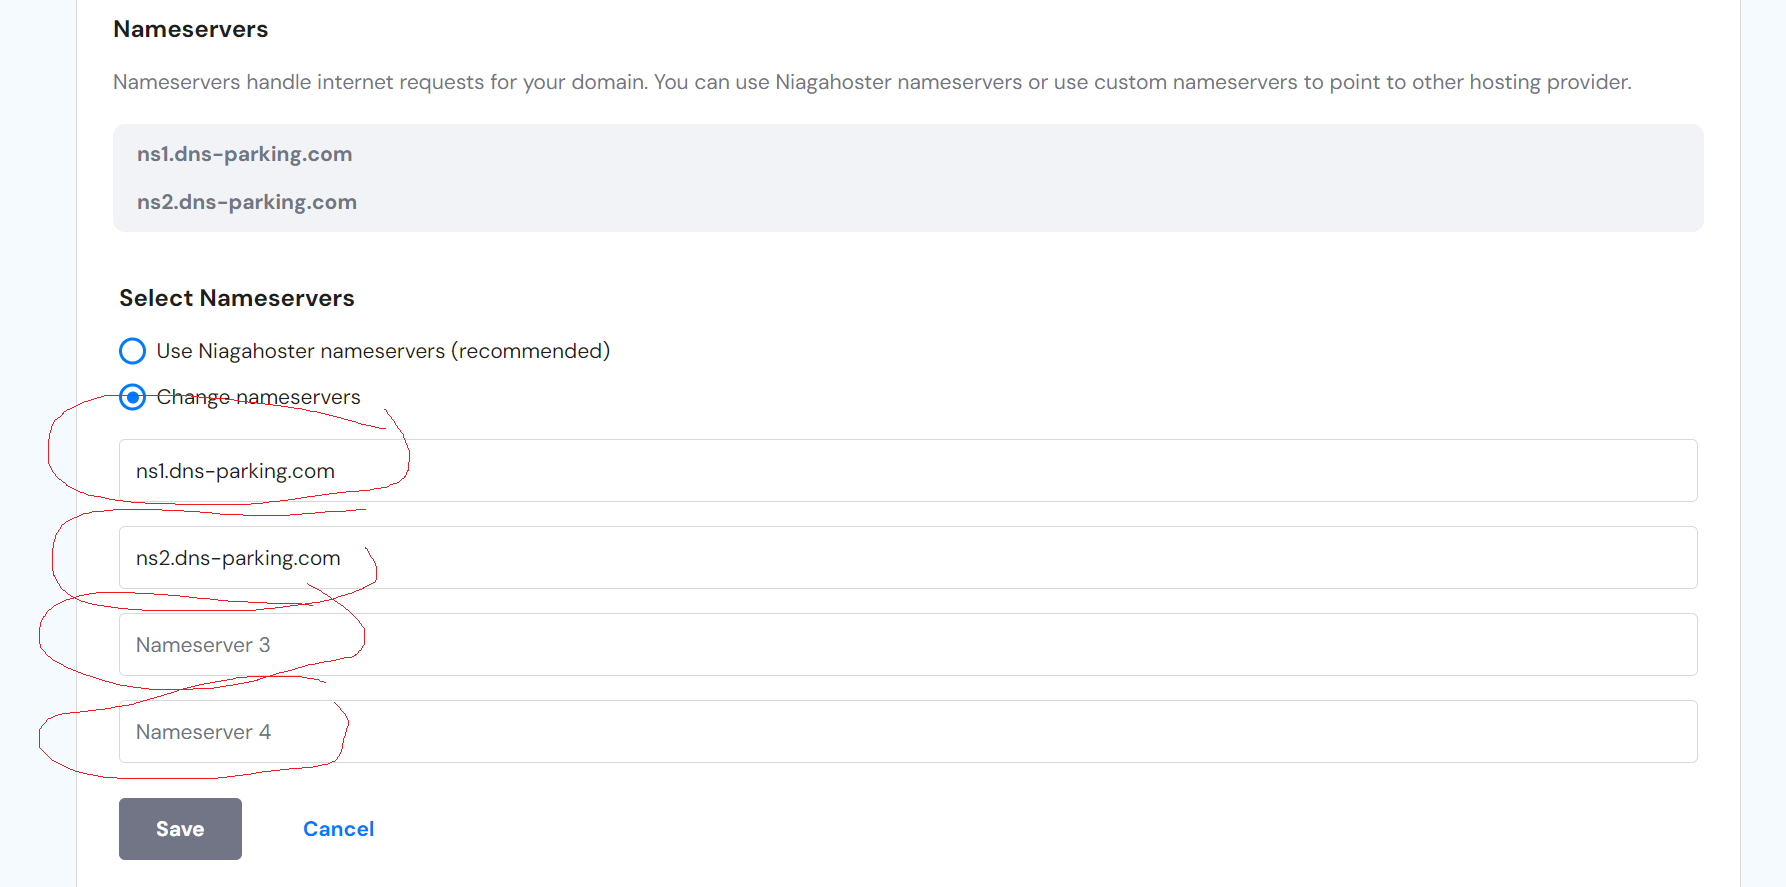 Nameservers
Nameservers handle internet requests for your domain. You can use Niagahoster nameservers or use custom nameservers to point to other hosting provider.
ns1.dns-parking.com
ns2.dns-parking.com
Select Nameservers
Use Niagahoster nameservers (recommended)
Change nameservers
ns1.dns-parking.com
ns2.dns-parking.com
Nameserver 3
Nameserver 4
Save
Cancel